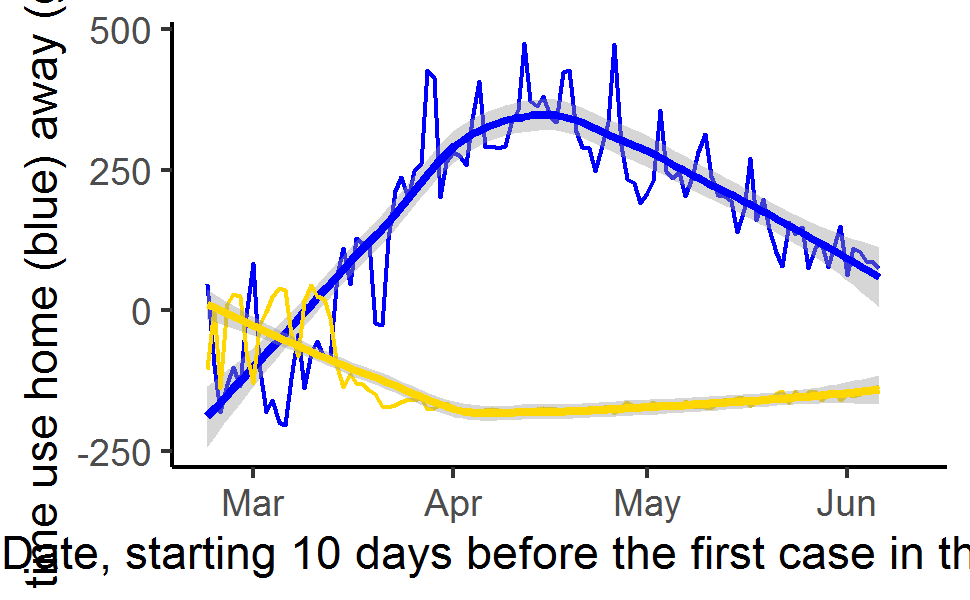 time use home (blue) away (
500
250
0
-250
Mar Apr May Jun
Date, starting 10 days before the first case in th